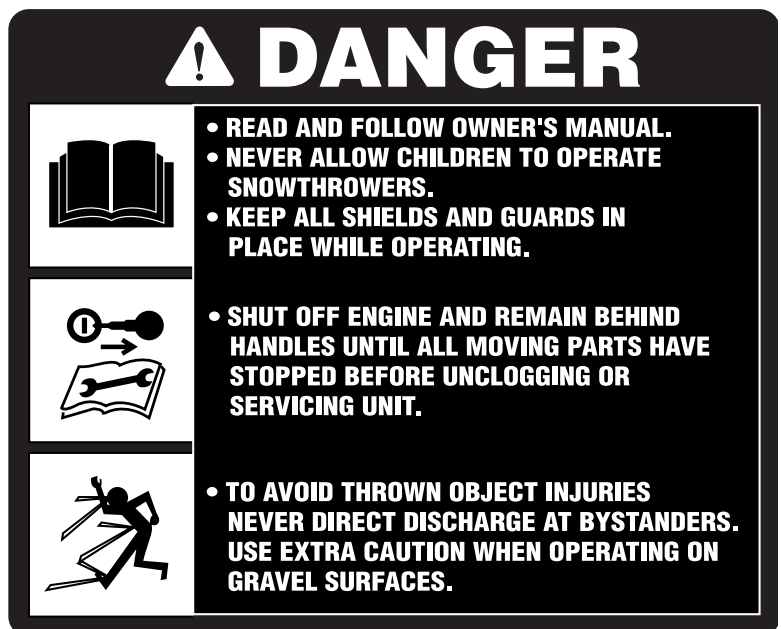 DANGER
• READ AND FOLLOW OWNER'S MANUAL.
• NEVER ALLOW CHILDREN TO OPERATE
SNOWTHROWERS.
• KEEP ALL SHIELDS AND GUARDS IN
PLACE WHILE OPERATING.
• SHUT OFF ENGINE AND REMAIN BEHIND
HANDLES UNTIL ALL MOVING PARTS HAVE
STOPPED BEFORE UNCLOGGING OR
SERVICING UNIT.
• TO AVOID THROWN OBJECT INJURIES
NEVER DIRECT DISCHARGE AT BYSTANDERS.
USE EXTRA CAUTION WHEN OPERATING ON
GRAVEL SURFACES.